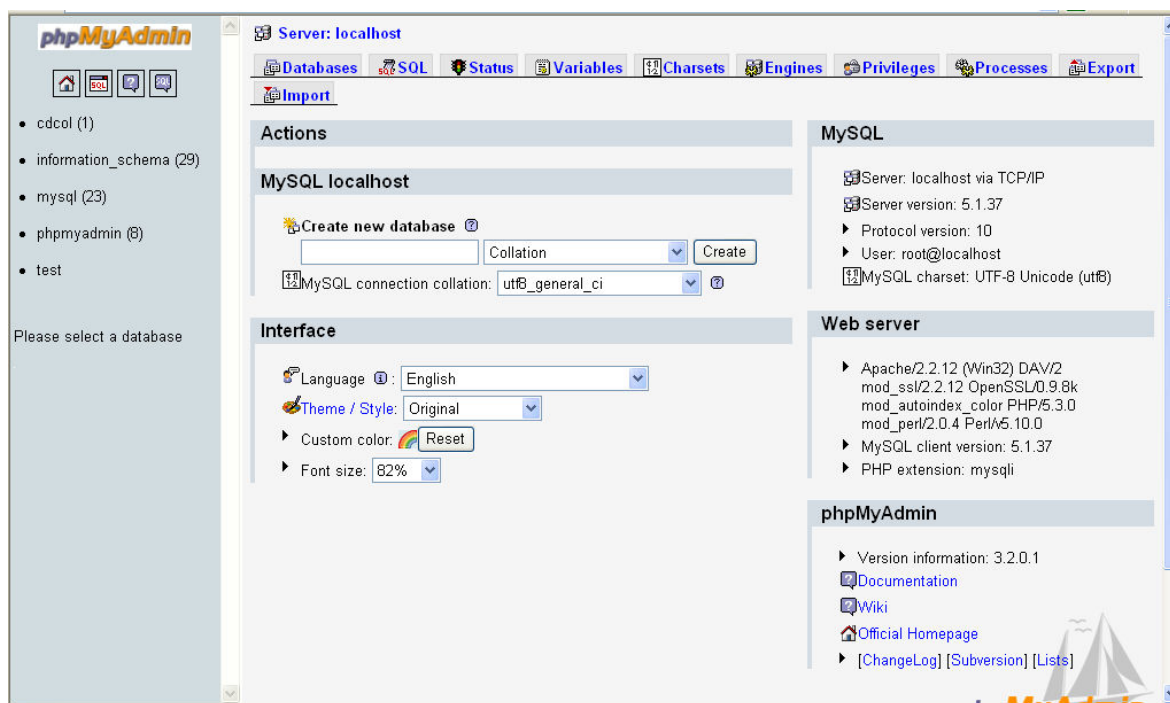 phpMyAdmin
SQL
SQL
cdcol (1)
information_schema (29)
mysql (23)
phpmyadmin (8)
test
Please select a database
Server: localhost
Databases SQL Status Variables Charsets Engines Privileges Processes Export
Import
Actions
MySQL localhost
Create new database
Collation Create
MySQL connection collation: utf8_general_ci
Interface
Language : English
Theme / Style: Original
Custom color: Reset
Font size: 82%
MySQL
Server: localhost via TCP/IP
Server version: 5.1.37
Protocol version: 10
User: root@localhost
MySQL charset: UTF-8 Unicode (utf8)
Web server
Apache/2.2.12 (Win32) DAV/2
mod_ssl/2.2.12 OpenSSL/0.9.8k
mod_autoindex_color PHP/5.3.0
mod_perl/2.0.4 Perl/v5.10.0
MySQL client version: 5.1.37
PHP extension: mysqli
phpMyAdmin
Version information: 3.2.0.1
Documentation
Wiki
Official Homepage
[ChangeLog] [Subversion] [Lists]